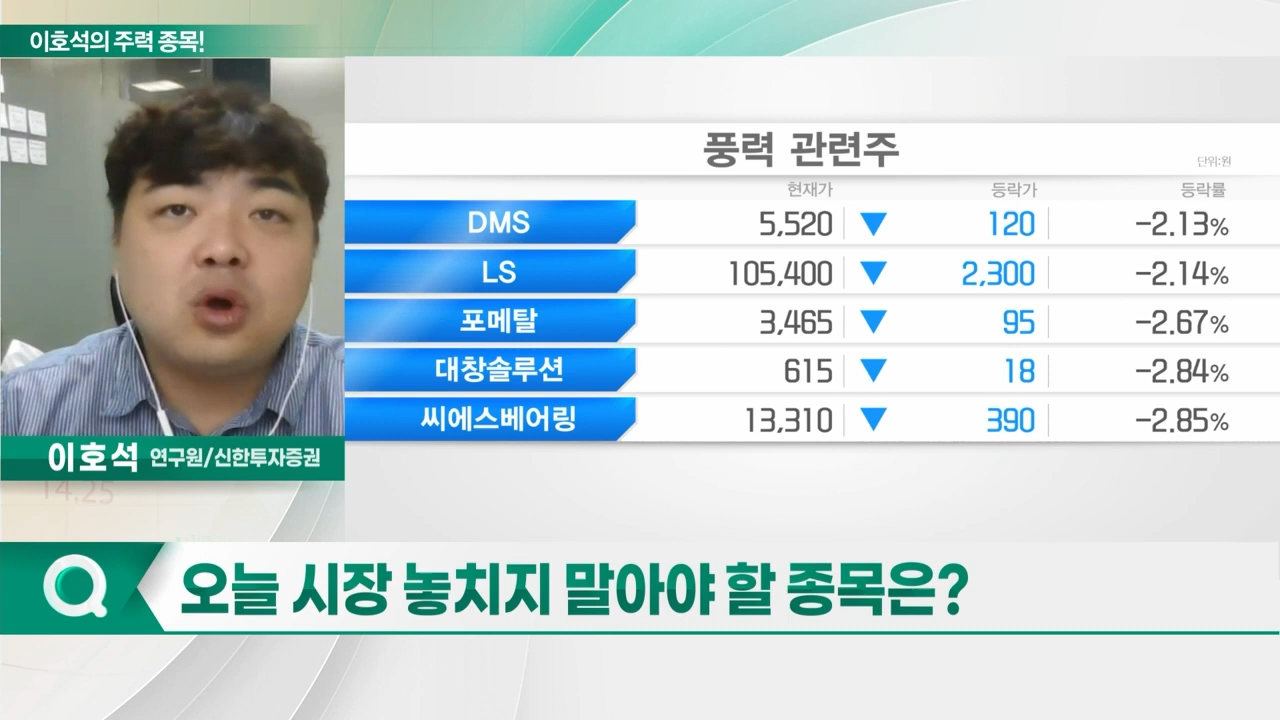 이호석의 주력 종목!
풍력 관련주
단위:원
현재가 등락가 등락률
DMS 5,520 ▼ 120 -2.13%
LS 105,400 ▼ 2,300 -2.14%
포메탈 3,465 ▼ 95 -2.67%
대창솔루션 615 ▼ 18 -2.84%
씨에스베어링 13,310 ▼ 390 -2.85%
이호석 연구원/신한투자증권
14.25
Q 오늘 시장 놓치지 말아야 할 종목은?